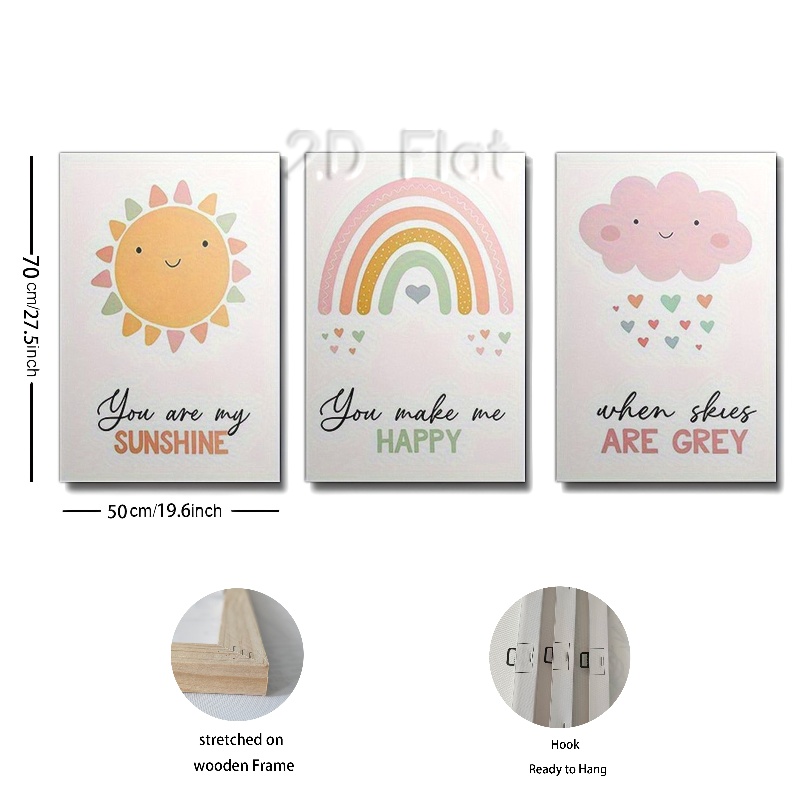 2D Flat
You are my
SUNSHINE
You make me
HAPPY
when skies
ARE GREY
70cm/27.5inch
50cm/19.6inch
stretched on
wooden Frame
Hook
Ready to Hang